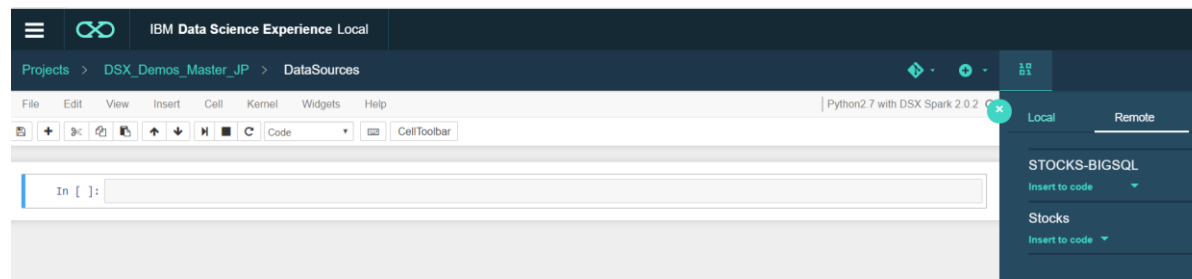 IBM Data Science Experience Local
Projects > DSX_Demos_Master_JP > DataSources
File Edit View Insert Cell Kernel Widgets Help
Python2.7 with DSX Spark 2.0.2
Code
CellToolbar
In [ ]:
Local Remote
STOCKS-BIGSQL
Insert to code
Stocks
Insert to code